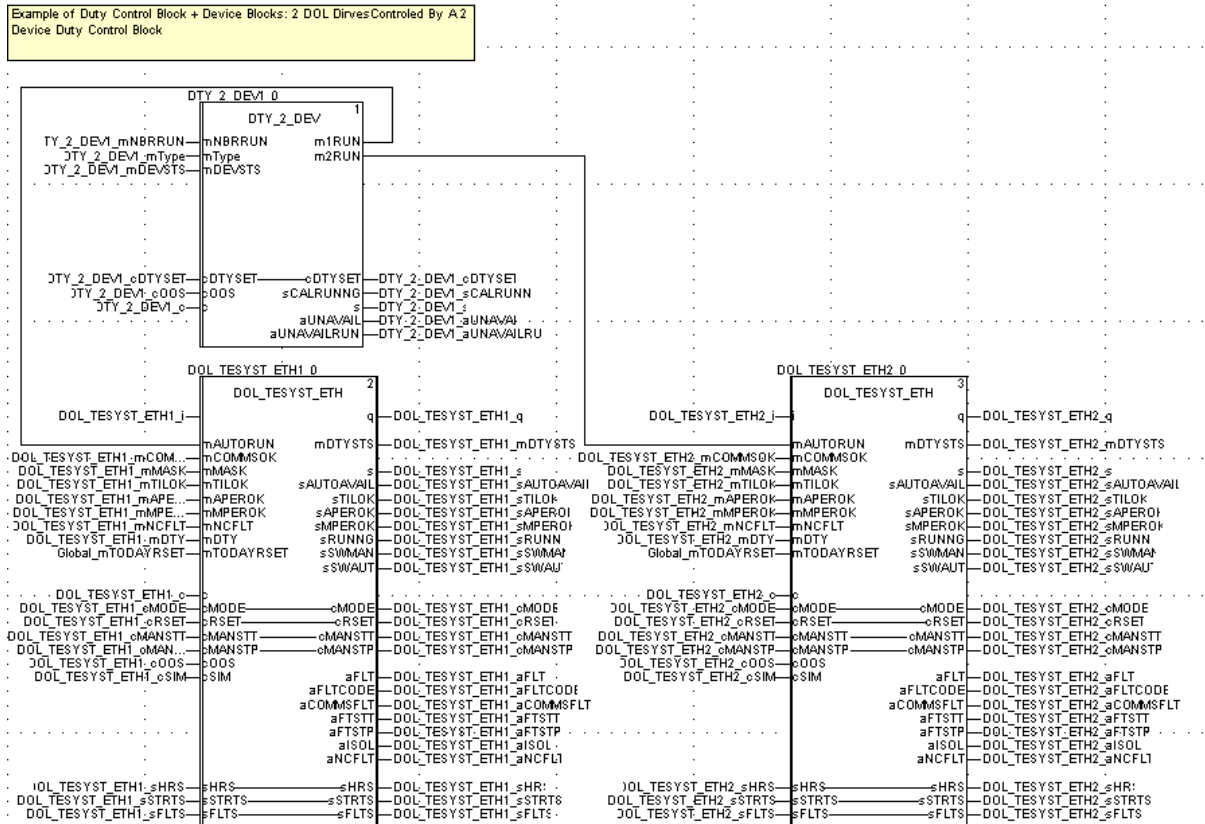 Example of Duty Control Block + Device Blocks: 2 DOL Dirves Controled By A 2
Device Duty Control Block
DTY_2_DEV1_0
1
DTY_2_DEV
TY_2_DEV1_mNBRRUN mNBRRUN m1RUN
DTY_2_DEV1_mType mType m2RUN
DTY_2_DEV1_mDEVSTS mDEVSTS
DTY_2_DEV1_cDTYSET cDTYSET cDTYSET DTY_2_DEV1_cDTYSET
DTY_2_DEV1_cOOS cOOS sCALRUNNG DTY_2_DEV1_sCALRUNN
DTY_2_DEV1_c c s DTY_2_DEV1_s
aUNAVAIL DTY_2_DEV1_aUNAVAI
aUNAVAILRUN DTY_2_DEV1_aUNAVAILRU
DOL_TESYST_ETH1_0 DOL_TESYST_ETH2_0
2 3
DOL_TESYST_ETH DOL_TESYST_ETH
DOL_TESYST_ETH1_i q DOL_TESYST_ETH1_q DOL_TESYST_ETH2_i i q DOL_TESYST_ETH2_q
mAUTORUN mDTYSTS DOL_TESYST_ETH1_mDTYSTS mAUTORUN mDTYSTS DOL_TESYST_ETH2_mDTYSTS
DOL_TESYST_ETH1_mCOM... mCOMMSOK DOL_TESYST_ETH2_mCOMMSOK mCOMMSOK
DOL_TESYST_ETH1_mMASK mMASK s DOL_TESYST_ETH1_s DOL_TESYST_ETH2_mMASK mMASK s DOL_TESYST_ETH2_s
DOL_TESYST_ETH1_mTILOK mTILOK sAUTOAVAIL DOL_TESYST_ETH1_sAUTOAVAIL DOL_TESYST_ETH2_mTILOK mTILOK sAUTOAVAIL DOL_TESYST_ETH2_sAUTOAVAIL
DOL_TESYST_ETH1_mAPE... mAPEROK sTILOK DOL_TESYST_ETH1_sTILOK DOL_TESYST_ETH2_mAPEROK mAPEROK sTILOK DOL_TESYST_ETH2_sTILOK
DOL_TESYST_ETH1_mMPE... mMPEROK sAPEROK DOL_TESYST_ETH1_sAPEROI DOL_TESYST_ETH2_mMPEROK mMPEROK sAPEROK DOL_TESYST_ETH2_sAPEROK
DOL_TESYST_ETH1_mNCFLT mNCFLT sMPEROK DOL_TESYST_ETH1_sMPEROK DOL_TESYST_ETH2_mNCFLT mNCFLT sMPEROK DOL_TESYST_ETH2_sMPEROK
DOL_TESYST_ETH1_mDTY mDTY sRUNNG DOL_TESYST_ETH1_sRUNN DOL_TESYST_ETH2_mDTY mDTY sRUNNG DOL_TESYST_ETH2_sRUNN
Global_mTODAYRSET mTODAYRSET sSWMAN DOL_TESYST_ETH1_sSWMAN Global_mTODAYRSET mTODAYRSET sSWMAN DOL_TESYST_ETH2_sSWMAN
sSWAUT DOL_TESYST_ETH1_sSWAUT sSWAUT DOL_TESYST_ETH2_sSWAUT
DOL_TESYST_ETH1_c c DOL_TESYST_ETH2_c c
DOL_TESYST_ETH1_cMODE cMODE cMODE DOL_TESYST_ETH1_cMODE DOL_TESYST_ETH2_cMODE cMODE cMODE DOL_TESYST_ETH2_cMODE
DOL_TESYST_ETH1_cRSET cRSET cRSET DOL_TESYST_ETH1_cRSET DOL_TESYST_ETH2_cRSET cRSET cRSET DOL_TESYST_ETH2_cRSET
DOL_TESYST_ETH1_cMANSTT cMANSTT cMANSTT DOL_TESYST_ETH1_cMANSTT DOL_TESYST_ETH2_cMANSTT cMANSTT cMANSTT DOL_TESYST_ETH2_cMANSTT
DOL_TESYST_ETH1_cMAN... cMANSTP cMANSTP DOL_TESYST_ETH1_cMANSTP DOL_TESYST_ETH2_cMANSTP cMANSTP cMANSTP DOL_TESYST_ETH2_cMANSTP
DOL_TESYST_ETH1_cOOS cOOS DOL_TESYST_ETH2_cOOS cOOS
DOL_TESYST_ETH1_cSIM cSIM aFLT DOL_TESYST_ETH1_aFLT DOL_TESYST_ETH2_cSIM cSIM aFLT DOL_TESYST_ETH2_aFLT
aFLTCODE DOL_TESYST_ETH1_aFLTCODE aFLTCODE DOL_TESYST_ETH2_aFLTCODE
aCOMMSFLT DOL_TESYST_ETH1_aCOMMSFLT aCOMMSFLT DOL_TESYST_ETH2_aCOMMSFLT
aFTSTT DOL_TESYST_ETH1_aFTSTT aFTSTT DOL_TESYST_ETH2_aFTSTT
aFTSTP DOL_TESYST_ETH1_aFTSTP aFTSTP DOL_TESYST_ETH2_aFTSTP
aISOL DOL_TESYST_ETH1_aISOL aISOL DOL_TESYST_ETH2_aISOL
aNCFLT DOL_TESYST_ETH1_aNCFLT aNCFLT DOL_TESYST_ETH2_aNCFLT
DOL_TESYST_ETH1_sHRS sHRS sHRS DOL_TESYST_ETH1_sHRS DOL_TESYST_ETH2_sHRS sHRS sHRS DOL_TESYST_ETH2_sHRS
DOL_TESYST_ETH1_sSTRTS sSTRTS sSTRTS DOL_TESYST_ETH1_sSTRTS DOL_TESYST_ETH2_sSTRTS sSTRTS sSTRTS DOL_TESYST_ETH2_sSTRTS
DOL_TESYST_ETH1_sFLTS sFLTS sFLTS DOL_TESYST_ETH1_sFLTS DOL_TESYST_ETH2_sFLTS sFLTS sFLTS DOL_TESYST_ETH2_sFLTS